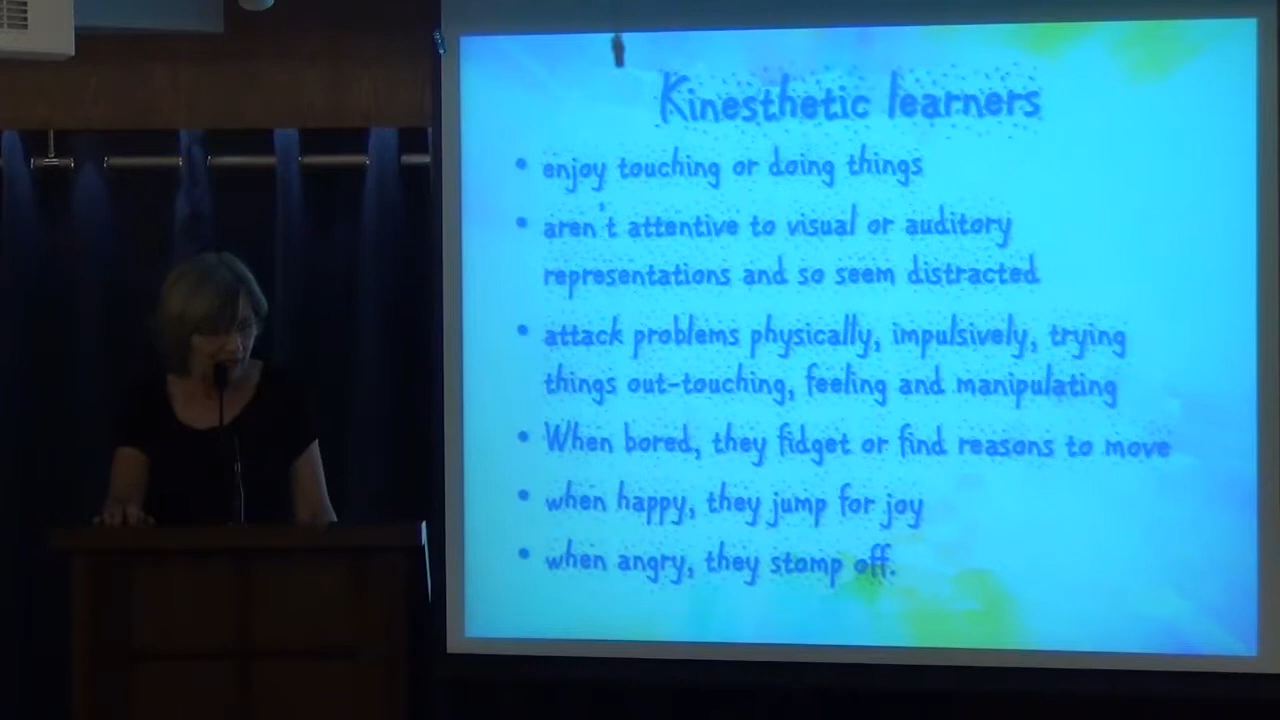 Kinesthetic learners
• enjoy touching or doing things
• aren't attentive to visual or auditory
representations and so seem distracted
• attack problems physically, impulsively, trying
things out-touching, feeling and manipulating
• When bored, they fidget or find reasons to move
• when happy, they jump for joy
• when angry, they stomp off.